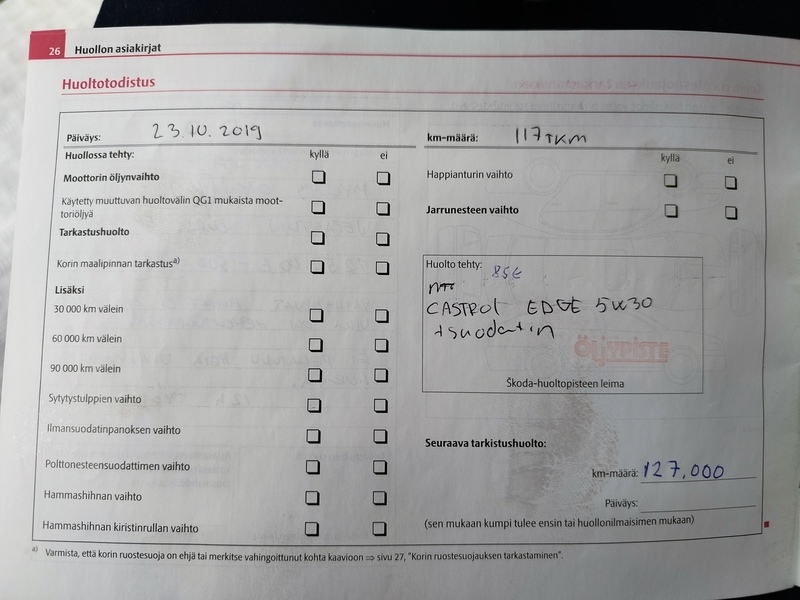 26 Huollon asiakirjat
Huoltotodistus
Päiväys: 23.10.2019
km-määrä: 117TKM
Huollossa tehty: kyllä ei
Moottorin öljynvaihto
Käytetty muuttuvan huoltovälin QG1 mukaista moot-
toriöljyä
Tarkastushuolto
Korin maalipinnan tarkastus a)
Lisäksi
30 000 km välein
60 000 km välein
90 000 km välein
Sytytystulppien vaihto
Ilmansuodatinpanoksen vaihto
Polttonesteensuodattimen vaihto
Hammashihnan vaihto
Hammashihnan kiristinrullan vaihto
kyllä ei
Happianturin vaihto
Jarrunesteen vaihto
Huolto tehty: 85€
CASTROL EDGE 5W30
+suodatin
ÖLJYPISTE
Škoda-huoltopisteen leima
Seuraava tarkistushuolto:
km-määrä: 127.000
Päiväys:
(sen mukaan kumpi tulee ensin tai huollonilmaisimen mukaan)
a) Varmista, että korin ruostesuoja on ehjä tai merkitse vahingoittunut kohta kaavioon ⇒ sivu 27, "Korin ruostesuojauksen tarkastaminen".